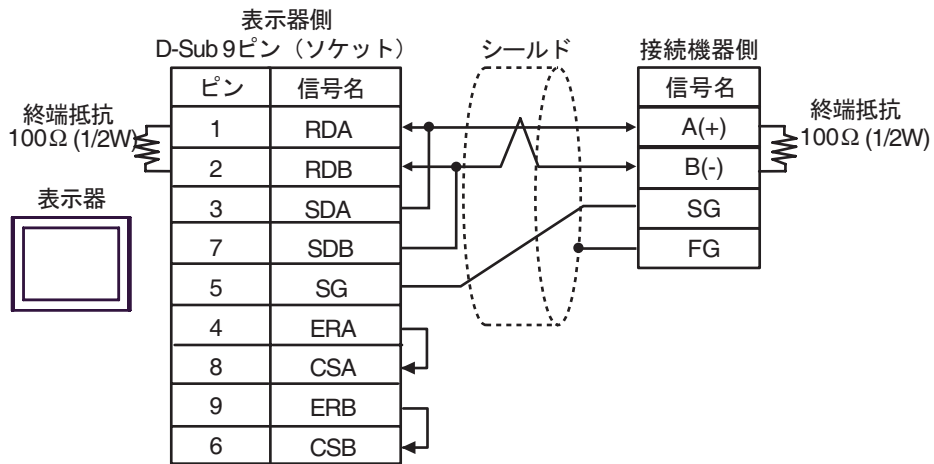 表示器側
D-Sub 9ピン（ソケット）
シールド
接続機器側
ピン 信号名
信号名
終端抵抗
100Ω (1/2W)
終端抵抗
100Ω (1/2W)
1 RDA
A(+)
2 RDB
B(-)
表示器
3 SDA
SG
7 SDB
FG
5 SG
4 ERA
8 CSA
9 ERB
6 CSB